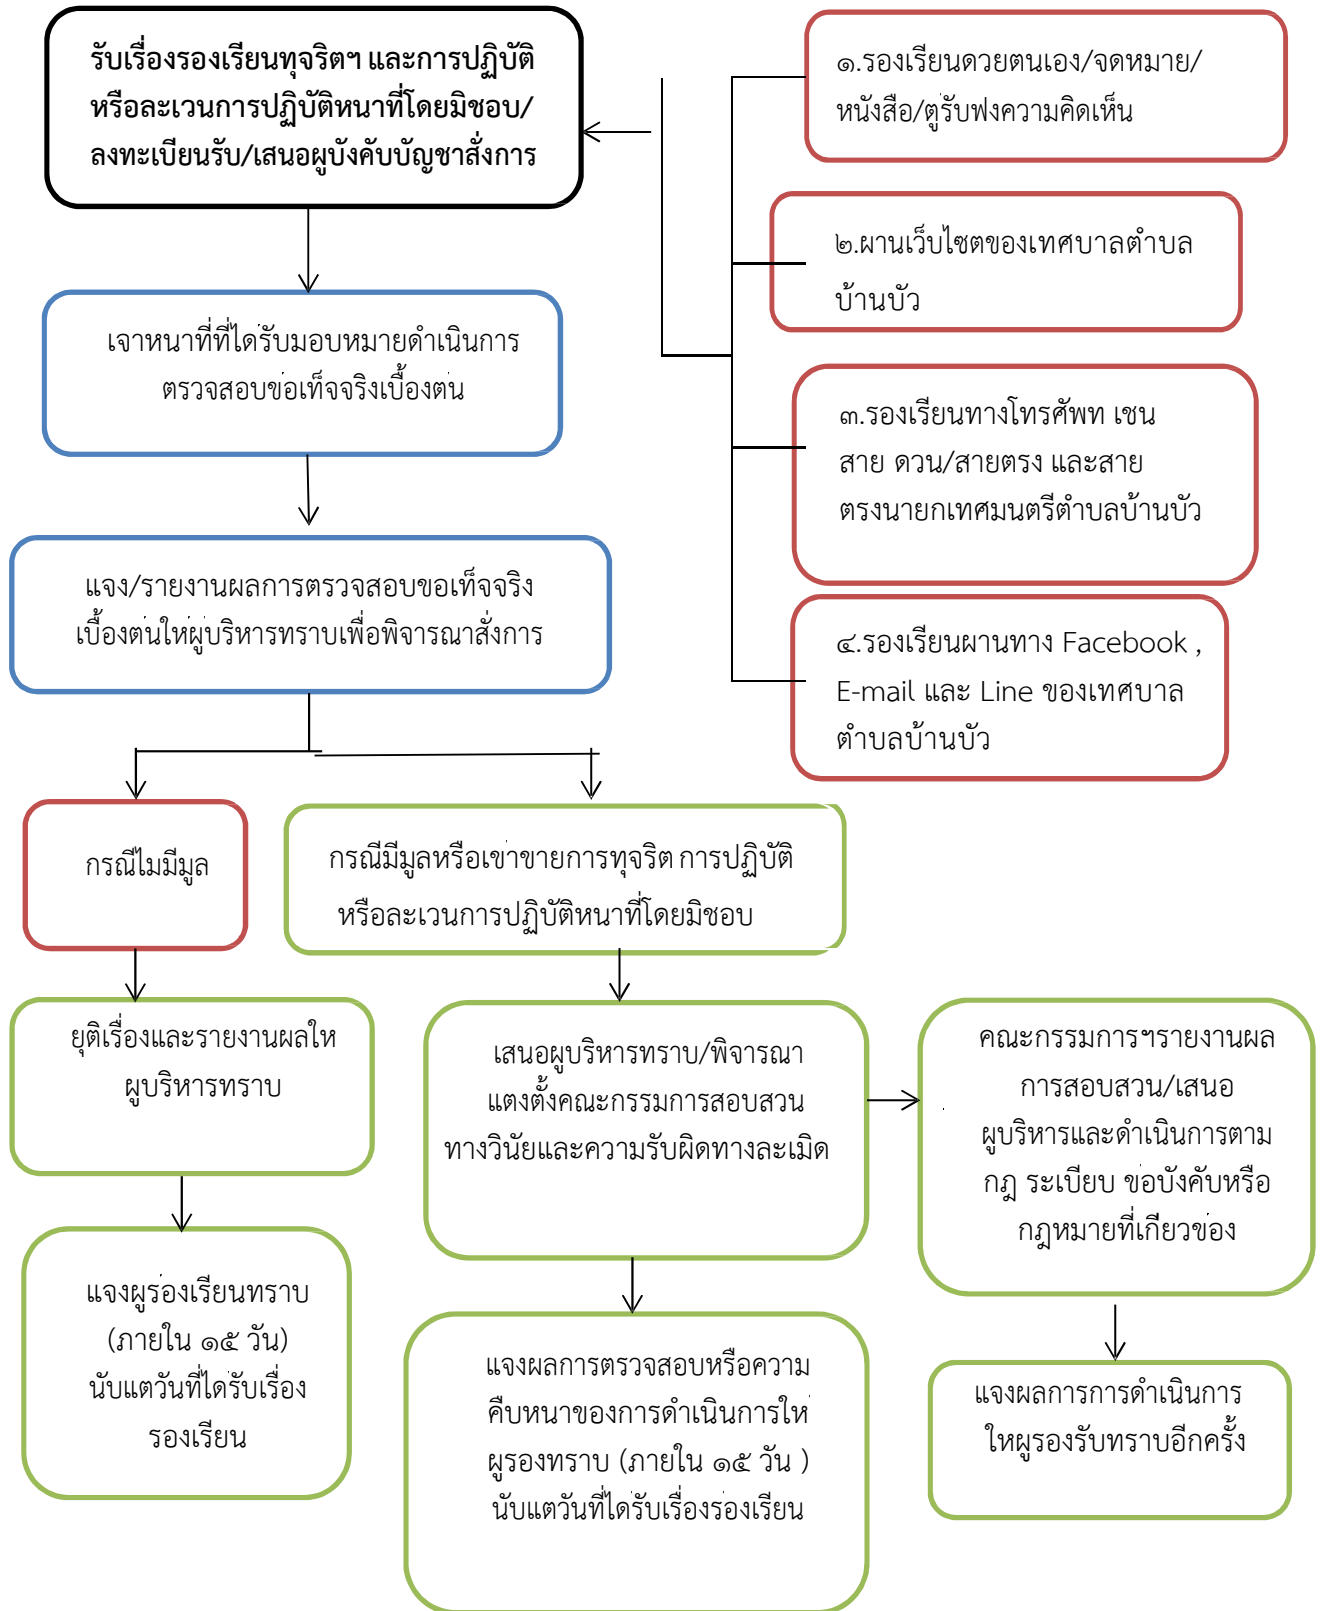 รับเรื่องรองเรียนทุจริตฯ และการปฏิบัติ
หรือละเวนการปฏิบัติหนาที่โดยมิชอบ/
ลงทะเบียนรับ/เสนอผูบังคับบัญชาสั่งการ
๑.รองเรียนดวยตนเอง/จดหมาย/
หนังสือ/ตู่รับฟงความคิดเห็น
๒.ผานเว็บไซตของเทศบาลตำบล
บ้านบัว
๓.รองเรียนทางโทรศัพท เชน
สาย ดวน/สายตรง และสาย
ตรงนายกเทศมนตรีตำบลบ้านบัว
๔.รองเรียนผานทาง Facebook ,
E-mail และ Line ของเทศบาล
ตำบลบ้านบัว
เจาหนาที่ที่ได่รับมอบหมายดำเนินการ
ตรวจสอบข่อเท็จจริงเบื้องต่น
แจง/รายงานผลการตรวจสอบขอเท็จจริง
เบื้องต่นให่ผู่บริหารทราบเพื่อพิจารณาสั่งการ
กรณีไมมีมูล
กรณีมีมูลหรือเข่าขายการทุจริต การปฏิบัติ
หรือละเวนการปฏิบัติหนาที่โดยมิชอบ
ยุติเรื่องและรายงานผลให
ผูบริหารทราบ
แจงผูร่องเรียนทราบ
(ภายใน ๑๕ วัน)
นับแตวันที่ได่รับเรื่อง
รองเรียน
เสนอผูบริหารทราบ/พิจารณา
แตงตั้งคณะกรรมการสอบสวน
ทางวินัยและความรับผิดทางละเมิด
แจงผลการตรวจสอบหรือความ
คืบหนาของการดำเนินการให่
ผูรองทราบ (ภายใน ๑๕ วัน )
นับแตวันที่ได่รับเรื่องร่องเรียน
คณะกรรมการฯรายงานผล
การสอบสวน/เสนอ
ผูบริหารและดำเนินการตาม
กฎ ระเบียบ ข่อบังคับหรือ
กฎหมายที่เกียวข่อง
แจงผลการการดำเนินการ
ใหผูรองรับทราบอีกครั้ง